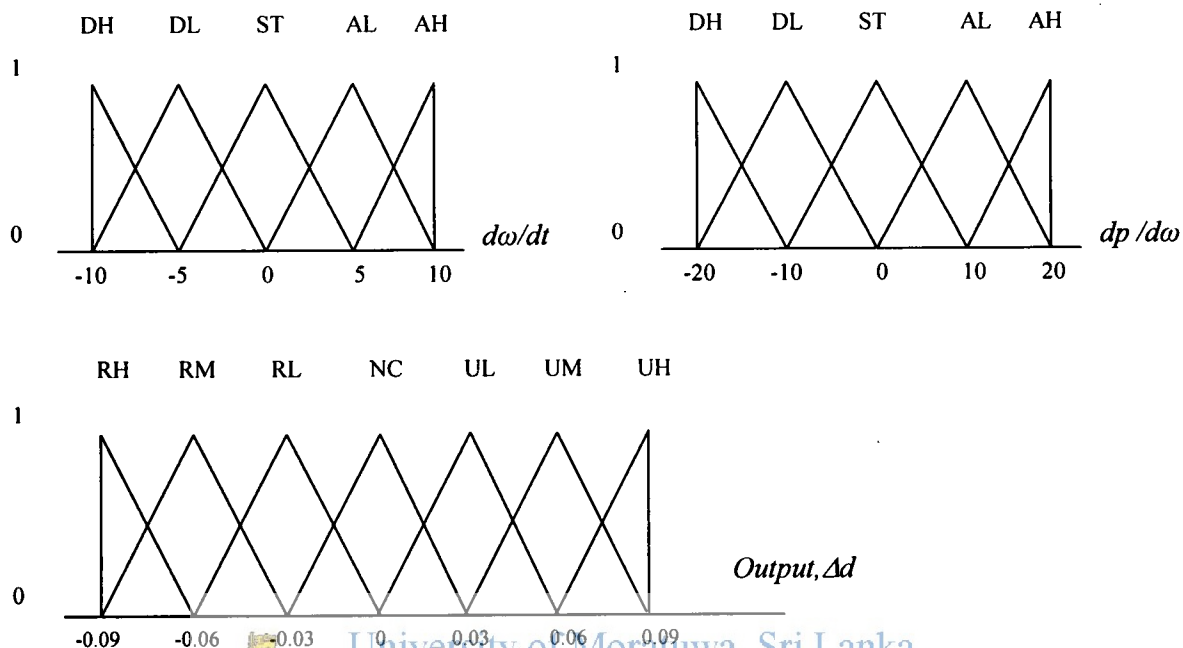 DH DL ST AL AH
1
0
dω/dt
-10 -5 0 5 10
DH DL ST AL AH
1
0
dp /dω
-20 -10 0 10 20
RH RM RL NC UL UM UH
1
0
Output, Δd
-0.09 -0.06 -0.03 0 0.03 0.06 0.09
University of Moratuwa, Sri Lanka